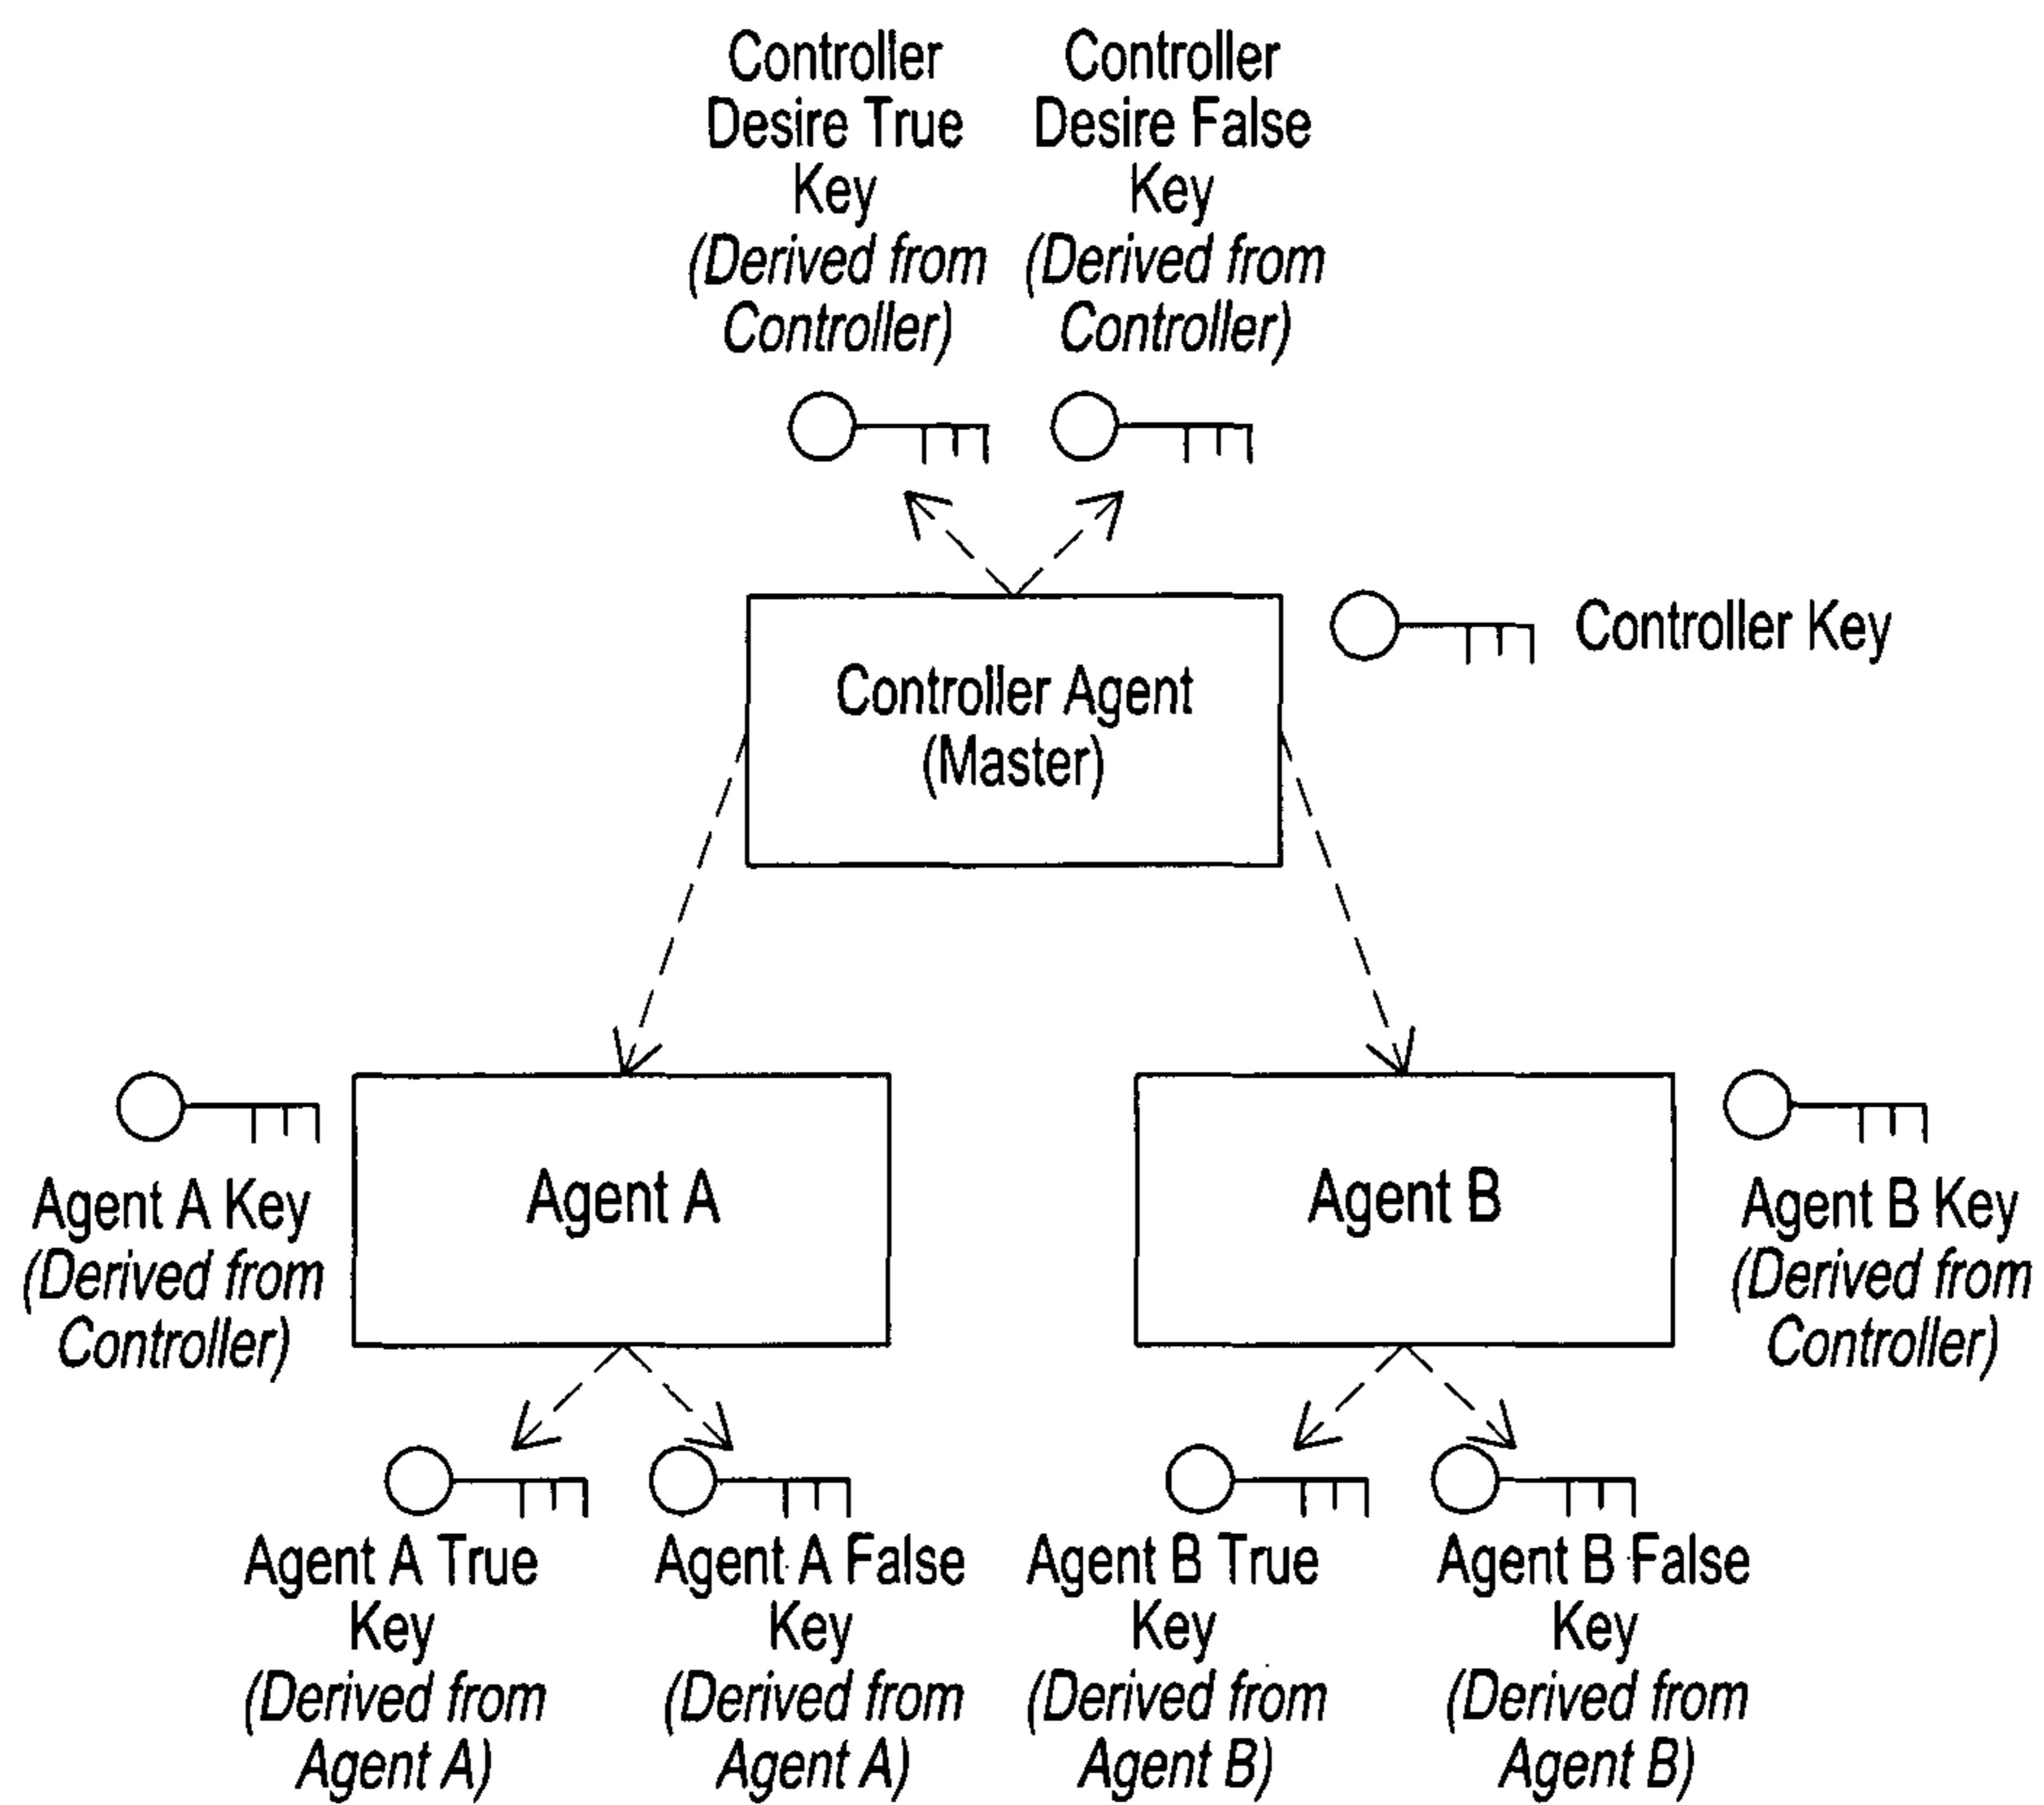 Controller
Desire True
Key
(Derived from
Controller)
Controller
Desire False
Key
(Derived from
Controller)
Controller Key
Controller Agent
(Master)
Agent A Key
(Derived from
Controller)
Agent A
Agent B
Agent B Key
(Derived from
Controller)
Agent A True
Key
(Derived from
Agent A)
Agent A False
Key
(Derived from
Agent A)
Agent B True
Key
(Derived from
Agent B)
Agent B False
Key
(Derived from
Agent B)